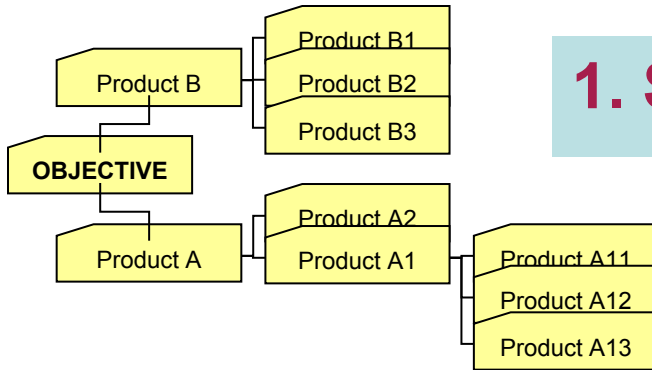 Product B1
Product B
Product B2
1. S
Product B3
OBJECTIVE
Product A2
Product A
Product A1
Product A11
Product A12
Product A13